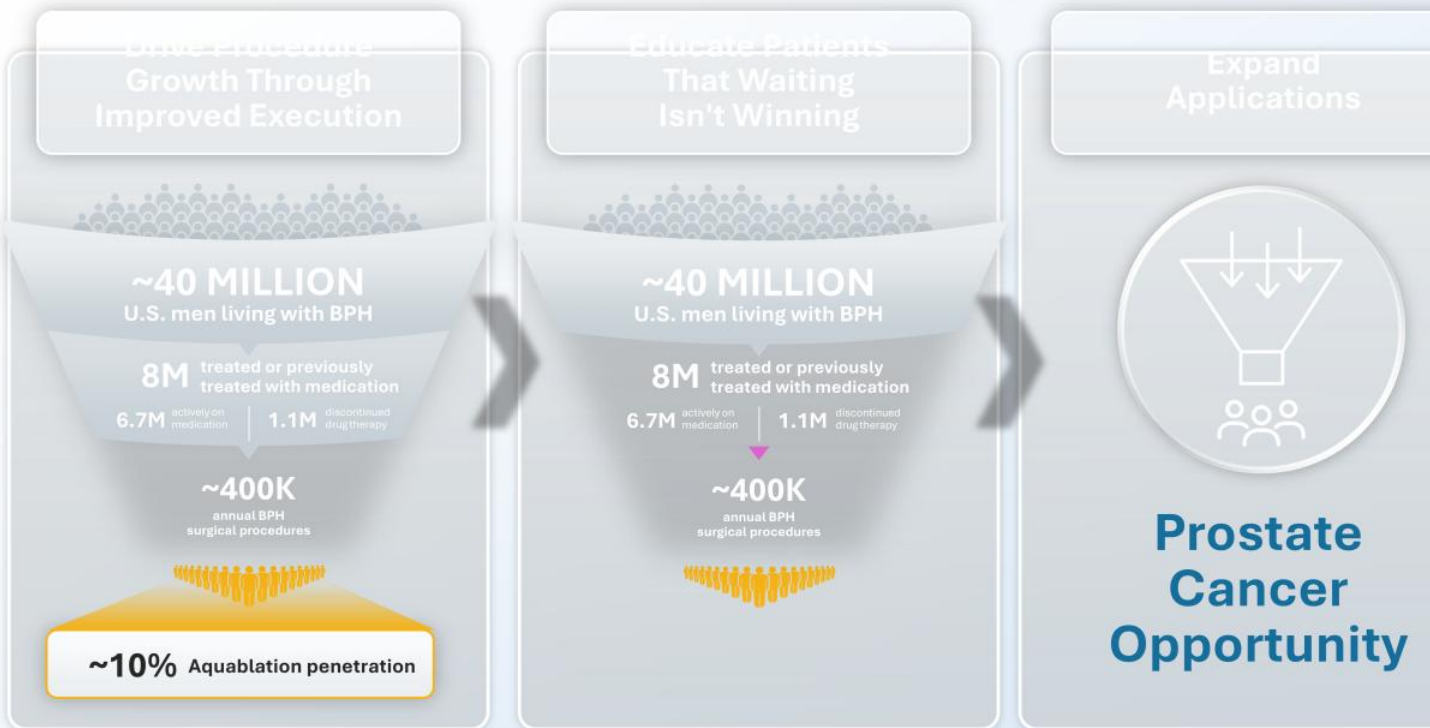 Drive Procedure
Growth Through
Improved Execution
~40 MILLION
U.S. men living with BPH
8M treated or previously
treated with medication
6.7M actively on
medication
1.1M discontinued
drug therapy
~400K
annual BPH
surgical procedures
~10% Aquablation penetration
Educate Patients
That Waiting
Isn't Winning
~40 MILLION
U.S. men living with BPH
8M treated or previously
treated with medication
6.7M actively on
medication
1.1M discontinued
drug therapy
~400K
annual BPH
surgical procedures
Expand
Applications
Prostate
Cancer
Opportunity